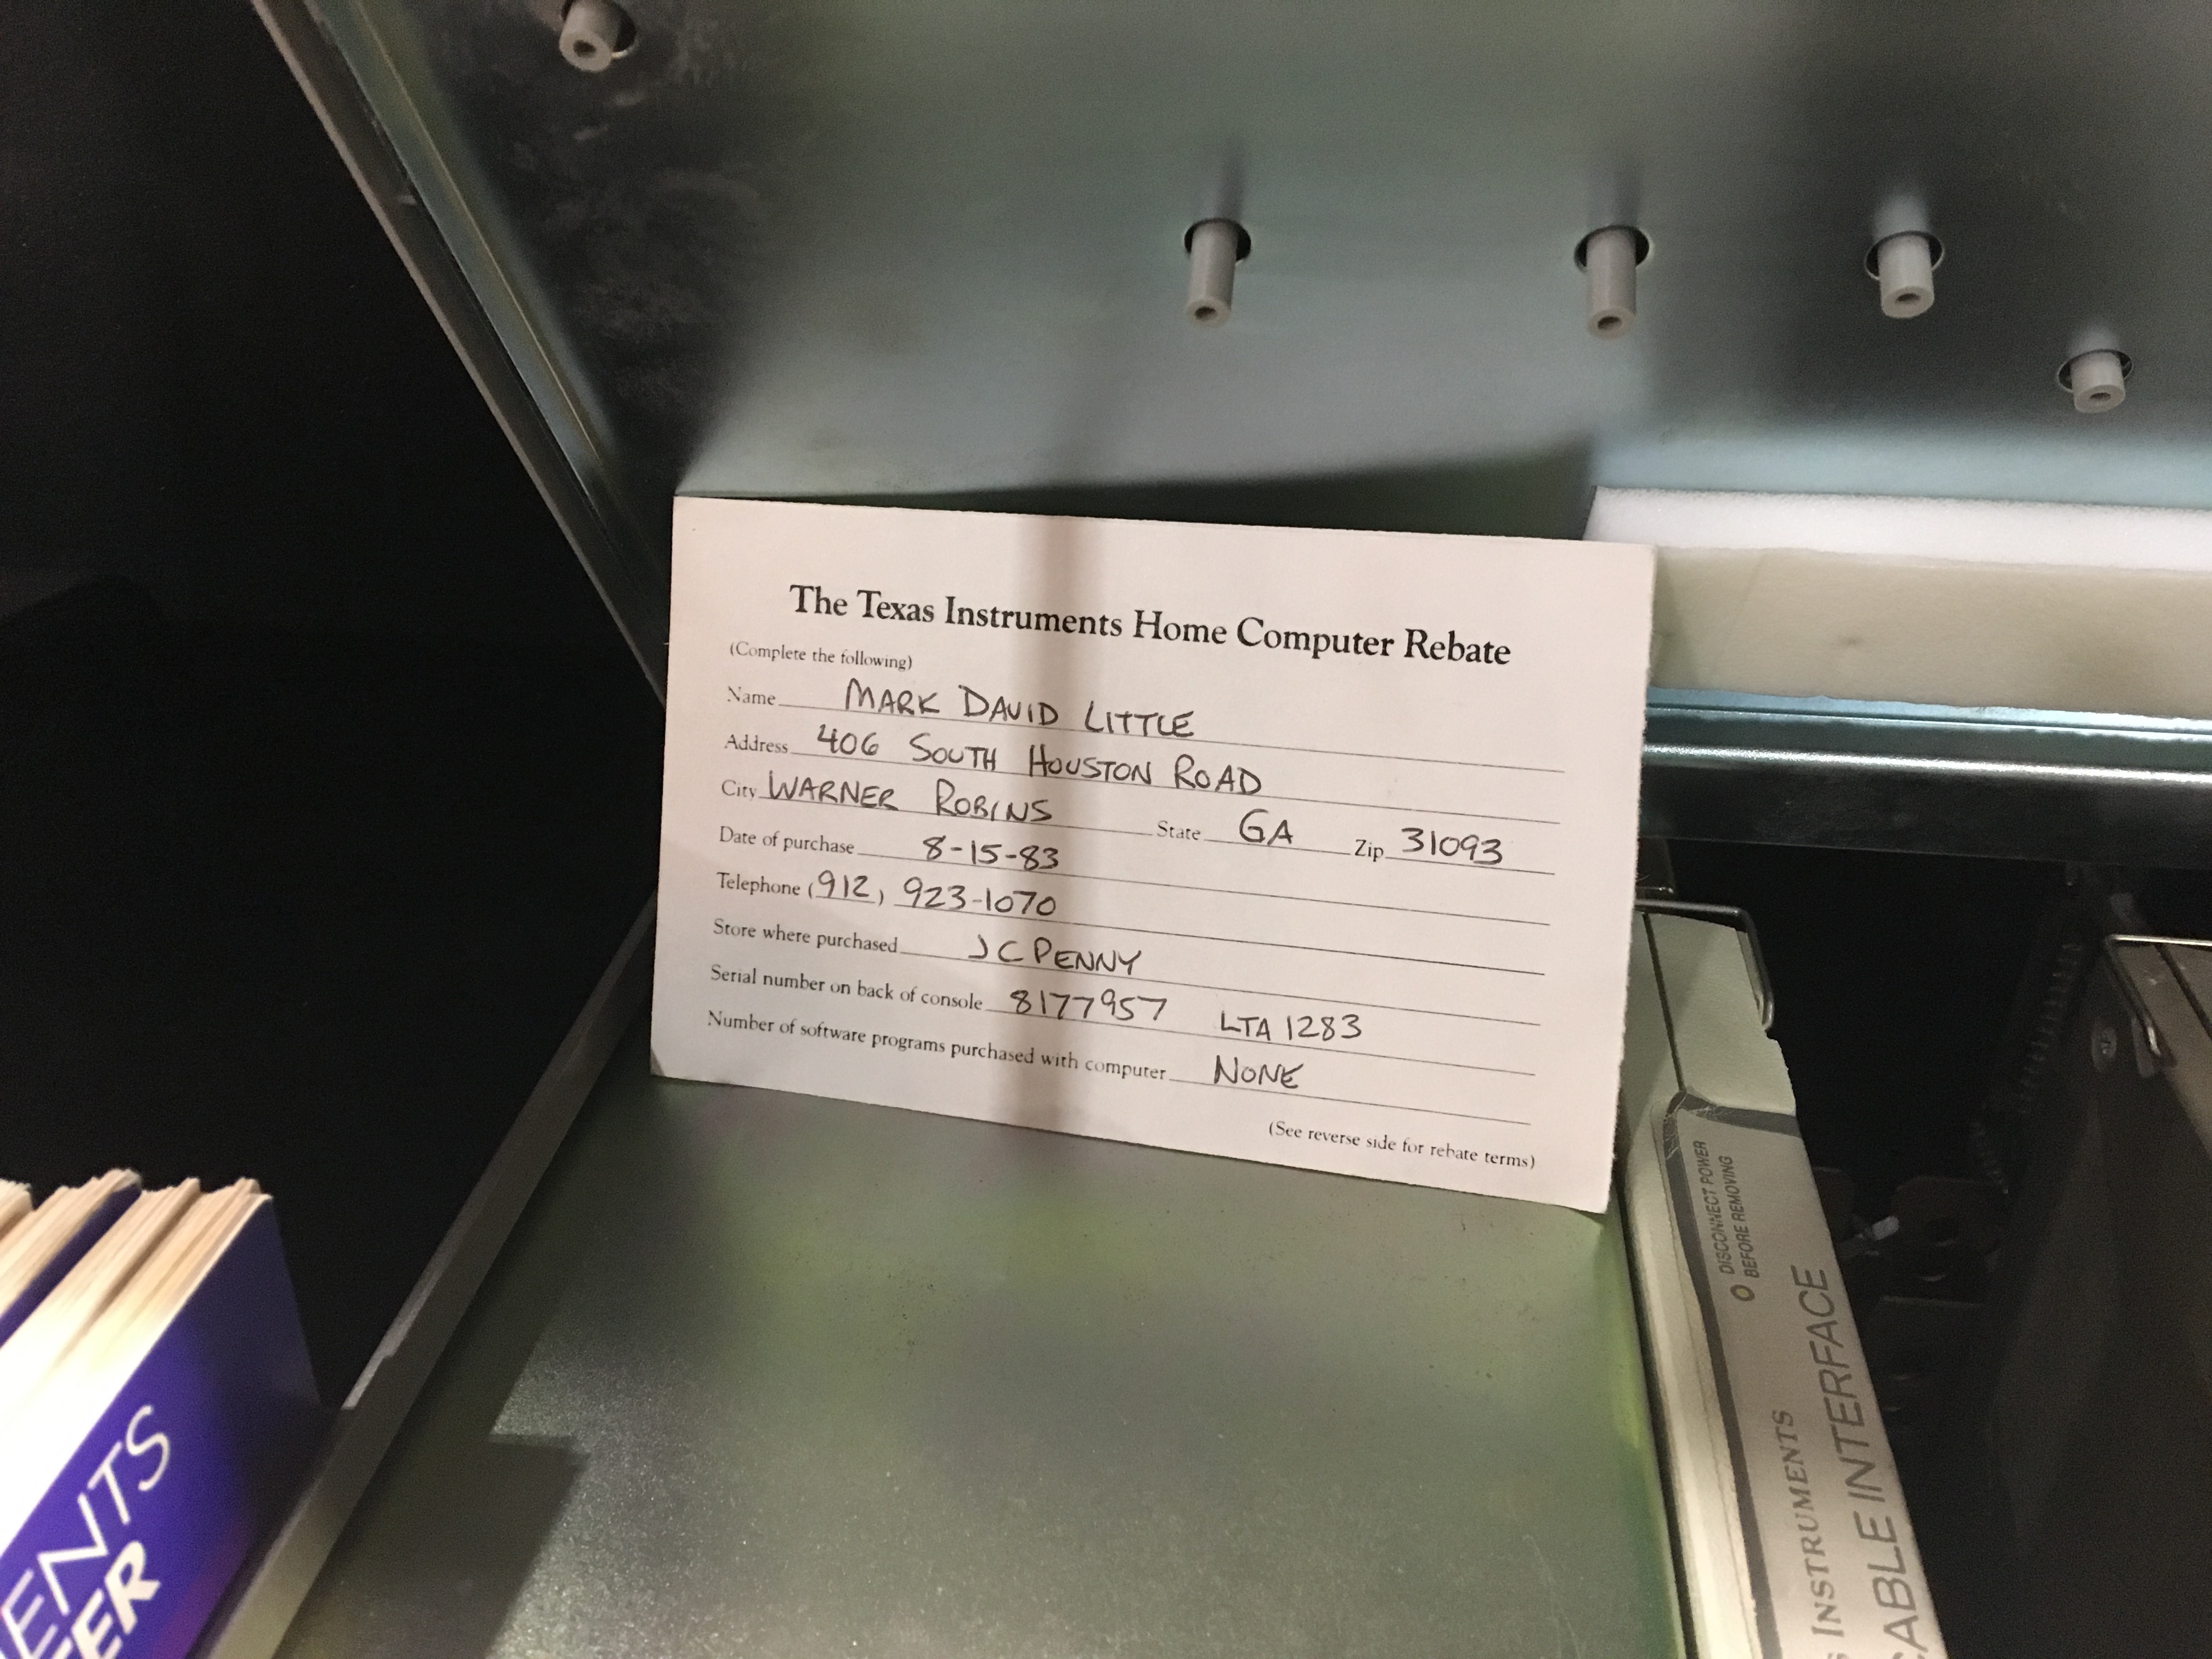 The Texas Instruments Home Computer Rebate
(Complete the following)
Name MARK DAVID LITTLE
Address 406 SOUTH HOUSTON ROAD
City WARNER ROBINS State GA Zip 31093
Date of purchase 8-15-83
Telephone (912) 923-1070
Store where purchased JC PENNY
Serial number on back of console 8177957 LTA 1283
Number of software programs purchased with computer NONE
(See reverse side for rebate terms)
DISCONNECT POWER
BEFORE REMOVING
INSTRUMENTS
CABLE INTERFACE
ENTS